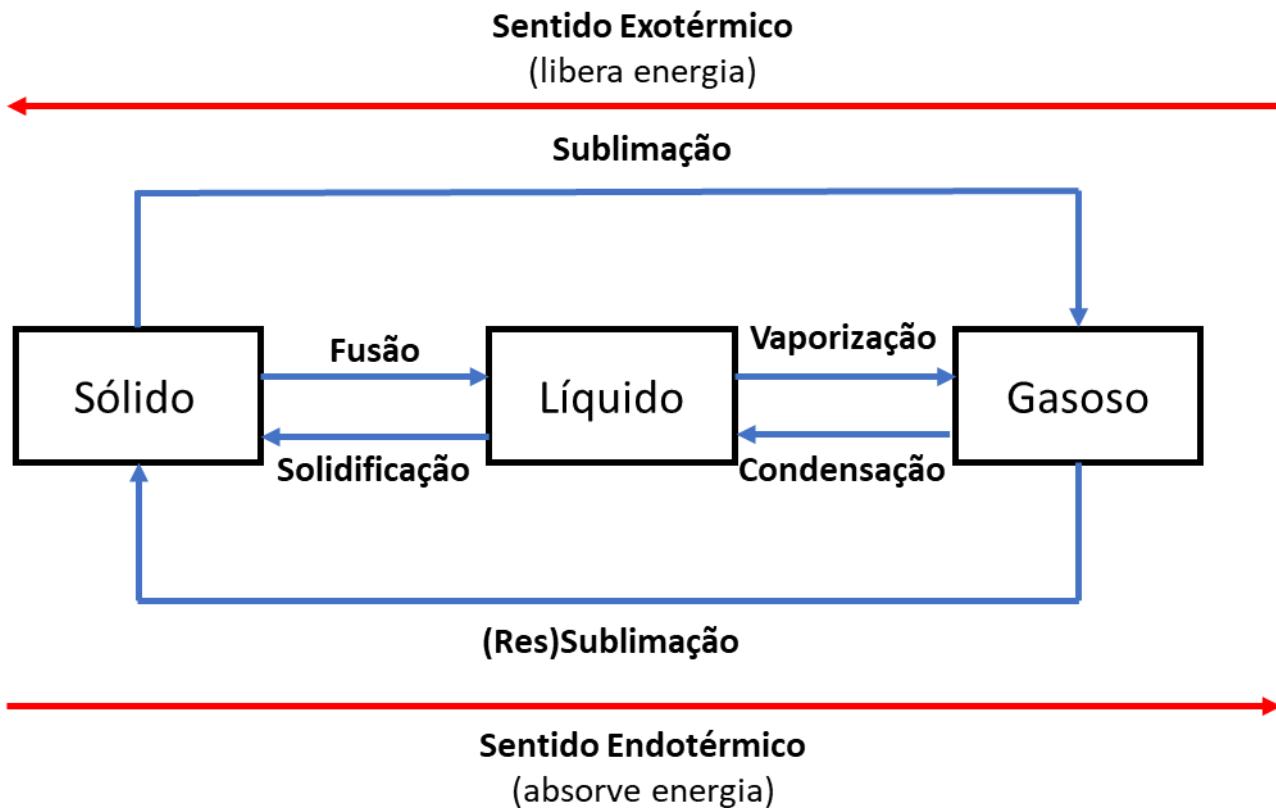 Sentido Exotérmico
(libera energia)
Sublimação
Fusão
Vaporização
Sólido
Líquido
Gasoso
Solidificação
Condensação
(Res)Sublimação
Sentido Endotérmico
(absorve energia)